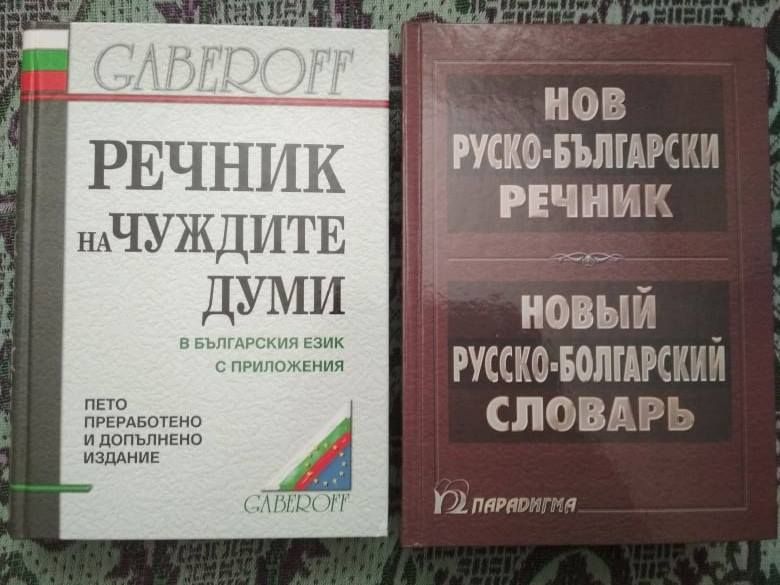 GABEROFF
РЕЧНИК
НА ЧУЖДИТЕ
ДУМИ
В БЪЛГАРСКИЯ ЕЗИК
С ПРИЛОЖЕНИЯ
ПЕТО
ПРЕРАБОТЕНО
И ДОПЪЛНЕНО
ИЗДАНИЕ
GABEROFF
НОВ
РУСКО-БЪЛГАРСКИ
РЕЧНИК
НОВЫЙ
РУССКО-БОЛГАРСКИЙ
СЛОВАРЬ
ПАРАДИГМА